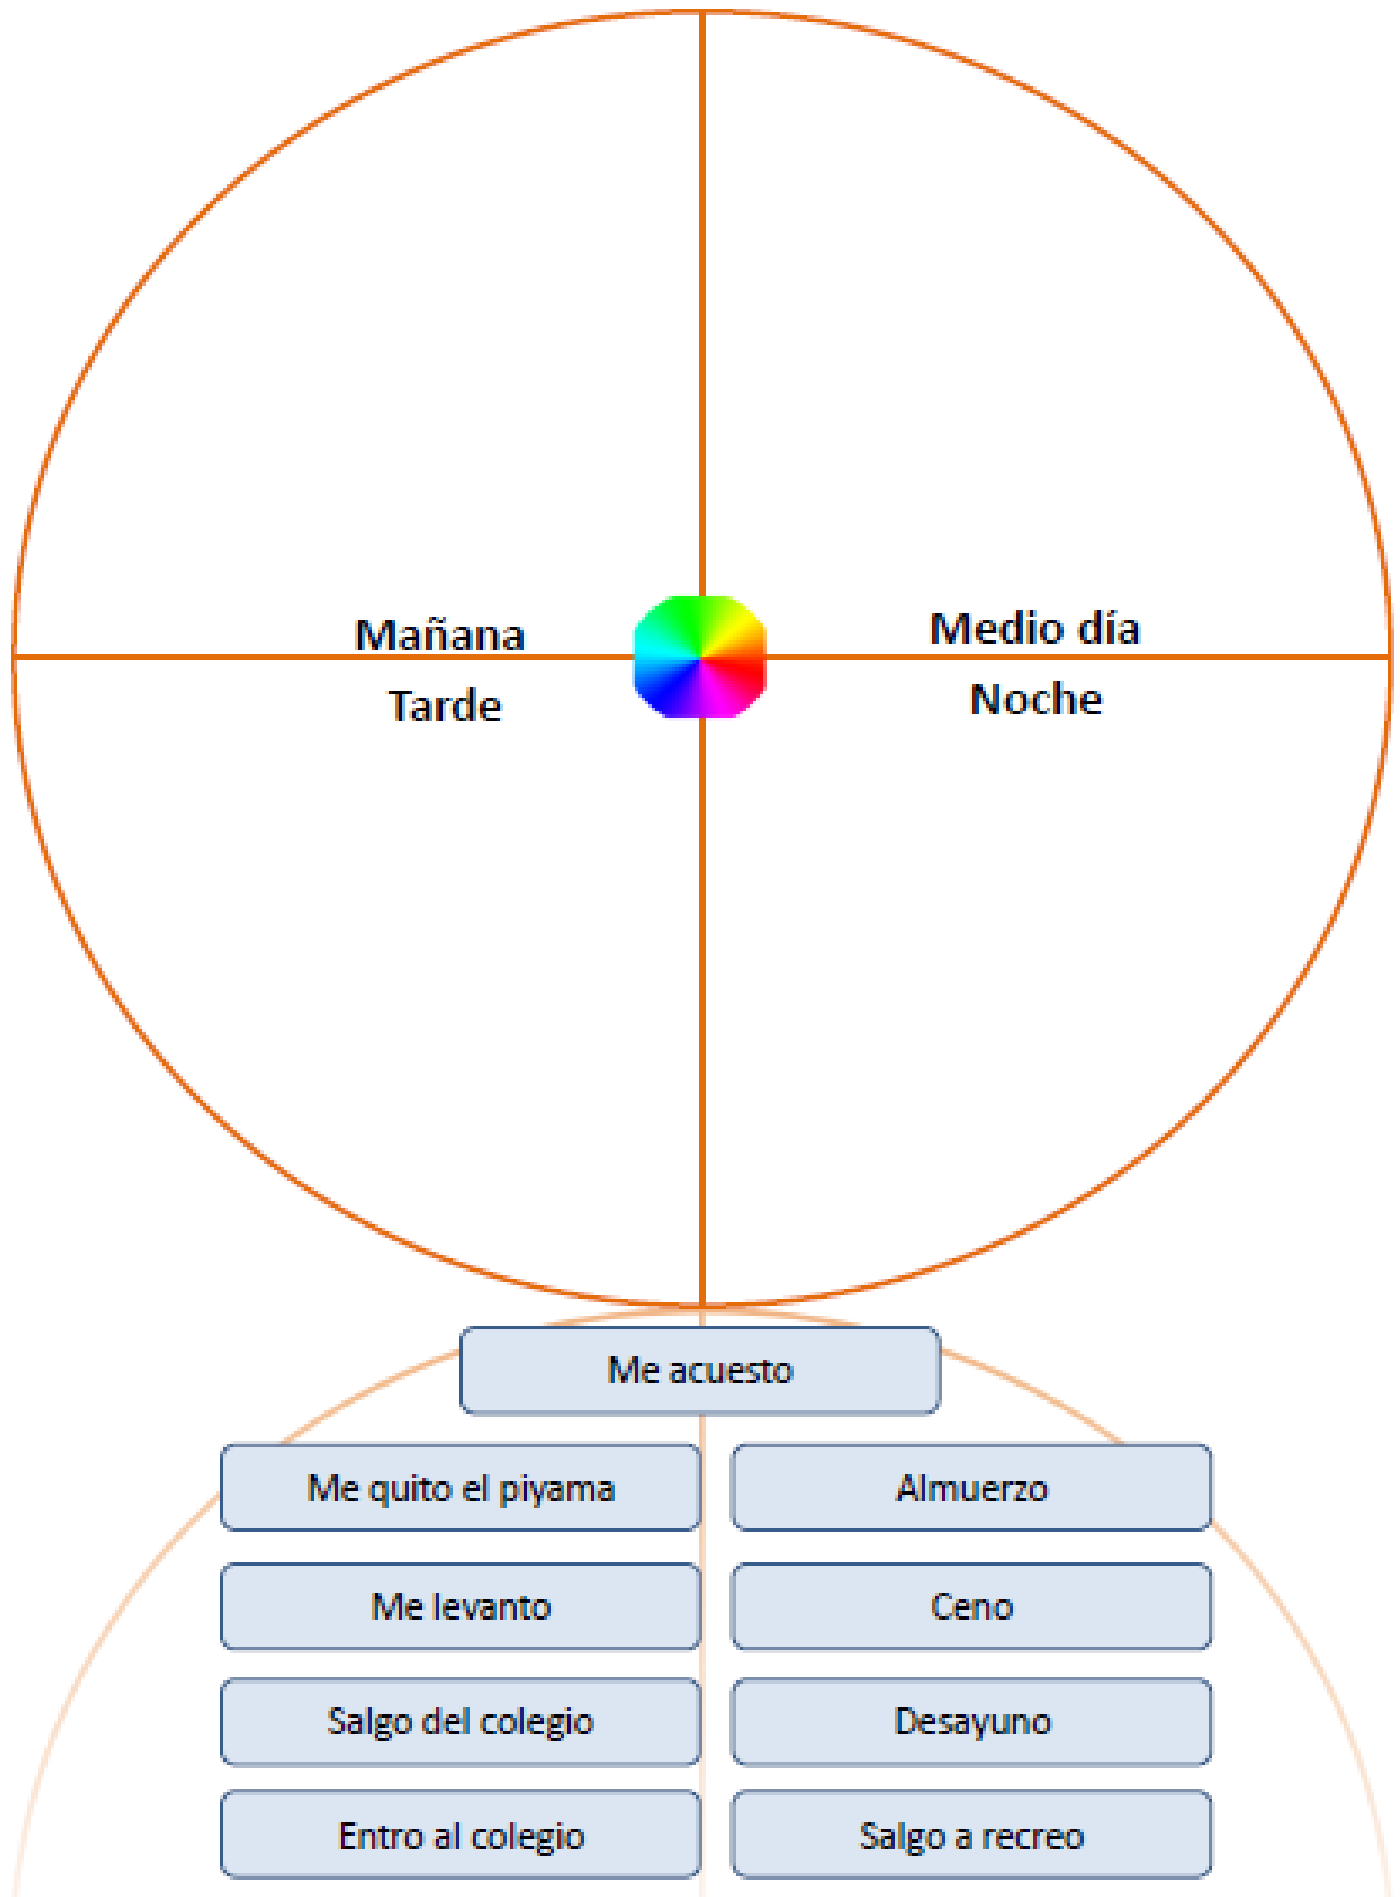 Mañana
Medio día
Tarde
Noche
Me acuesto
Me quito el piyama
Almuerzo
Me levanto
Ceno
Salgo del colegio
Desayuno
Entro al colegio
Salgo a recreo